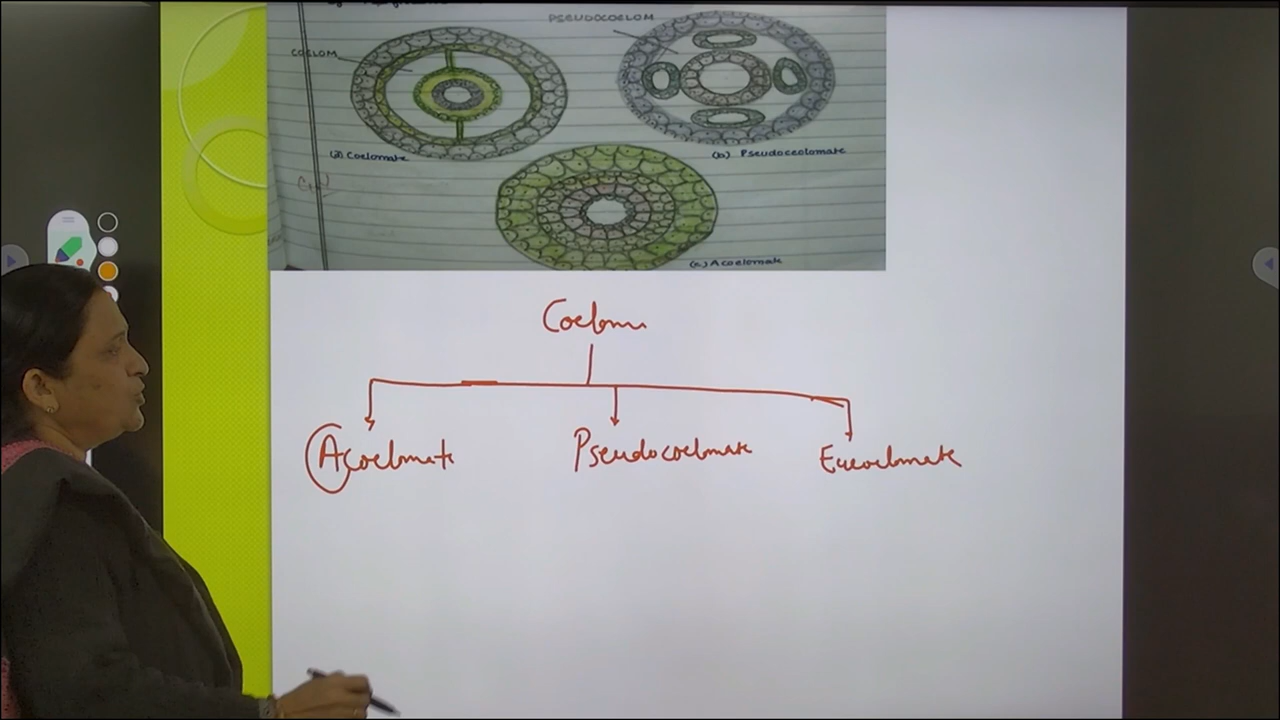 PSEUDOCOELOM
COELOM
(a) Coelomate
(b) Pseudocoelomate
(c) Acoelomate
Coelom
Acoelomate
Pseudocoelomate
Eucoelomate